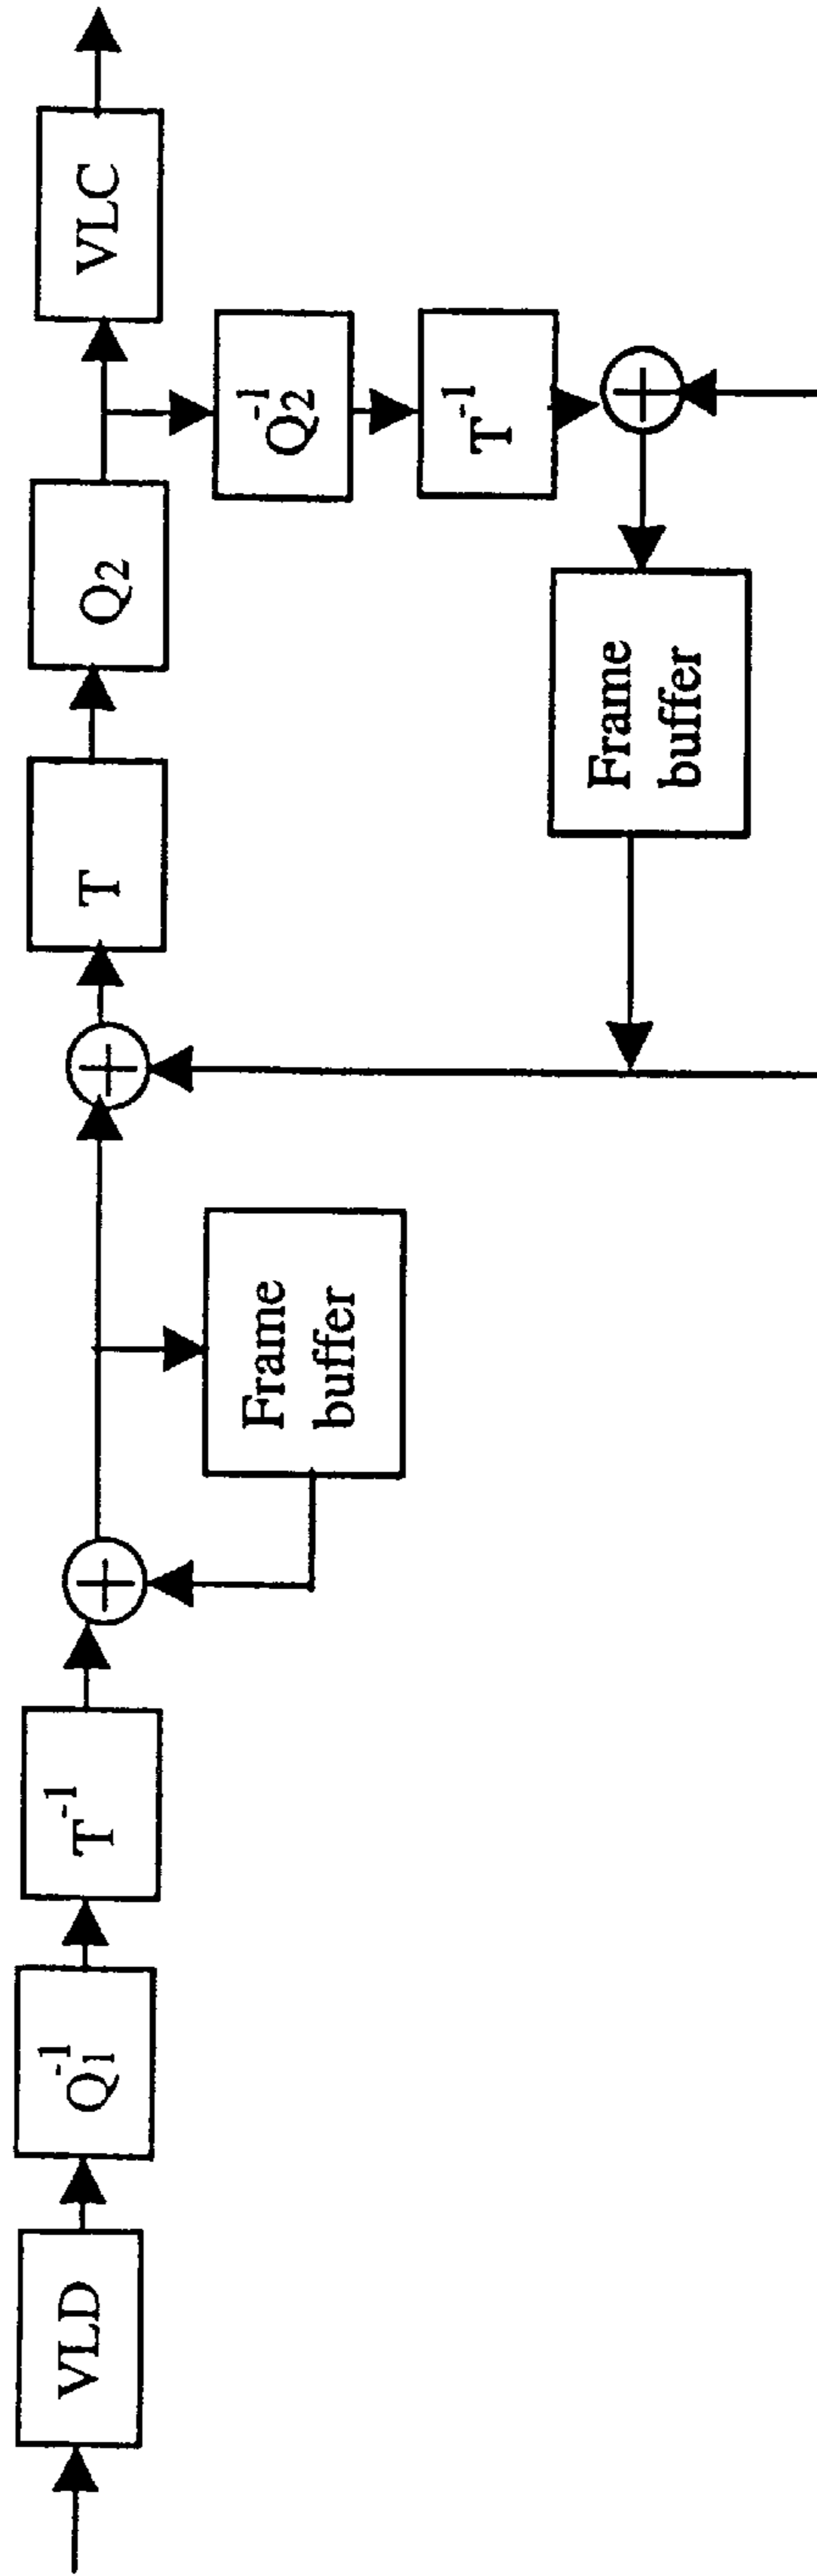 VLD
Q₁⁻¹
T⁻¹
Frame
buffer
T
Q₂
VLC
Q₂⁻¹
T⁻¹
Frame
buffer